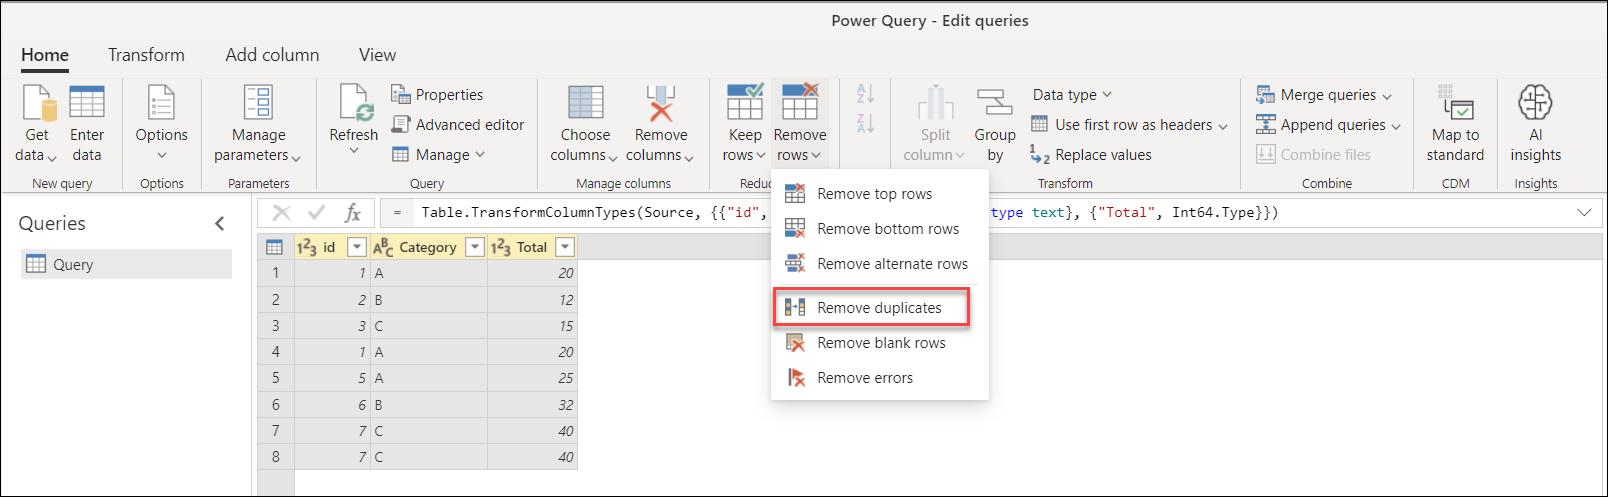 Power Query - Edit queries
Home Transform Add column View
Get data
Enter data
New query
Options
Options
Manage parameters
Parameters
Refresh
Properties
Advanced editor
Manage
Query
Choose columns
Remove columns
Manage columns
Keep rows
Remove rows
Reduc
A Z
Z A
Split column
Group by
Data type
Use first row as headers
1 2 Replace values
Transform
Merge queries
Append queries
Combine files
Combine
Map to standard
CDM
AI insights
Insights
Remove top rows
Remove bottom rows
Remove alternate rows
Remove duplicates
Remove blank rows
Remove errors
Queries
Query
fx = Table.TransformColumnTypes(Source, {{"id", type text}, {"Total", Int64.Type}})
123 id ABC Category 123 Total
1 1 A 20
2 2 B 12
3 3 C 15
4 1 A 20
5 5 A 25
6 6 B 32
7 7 C 40
8 7 C 40